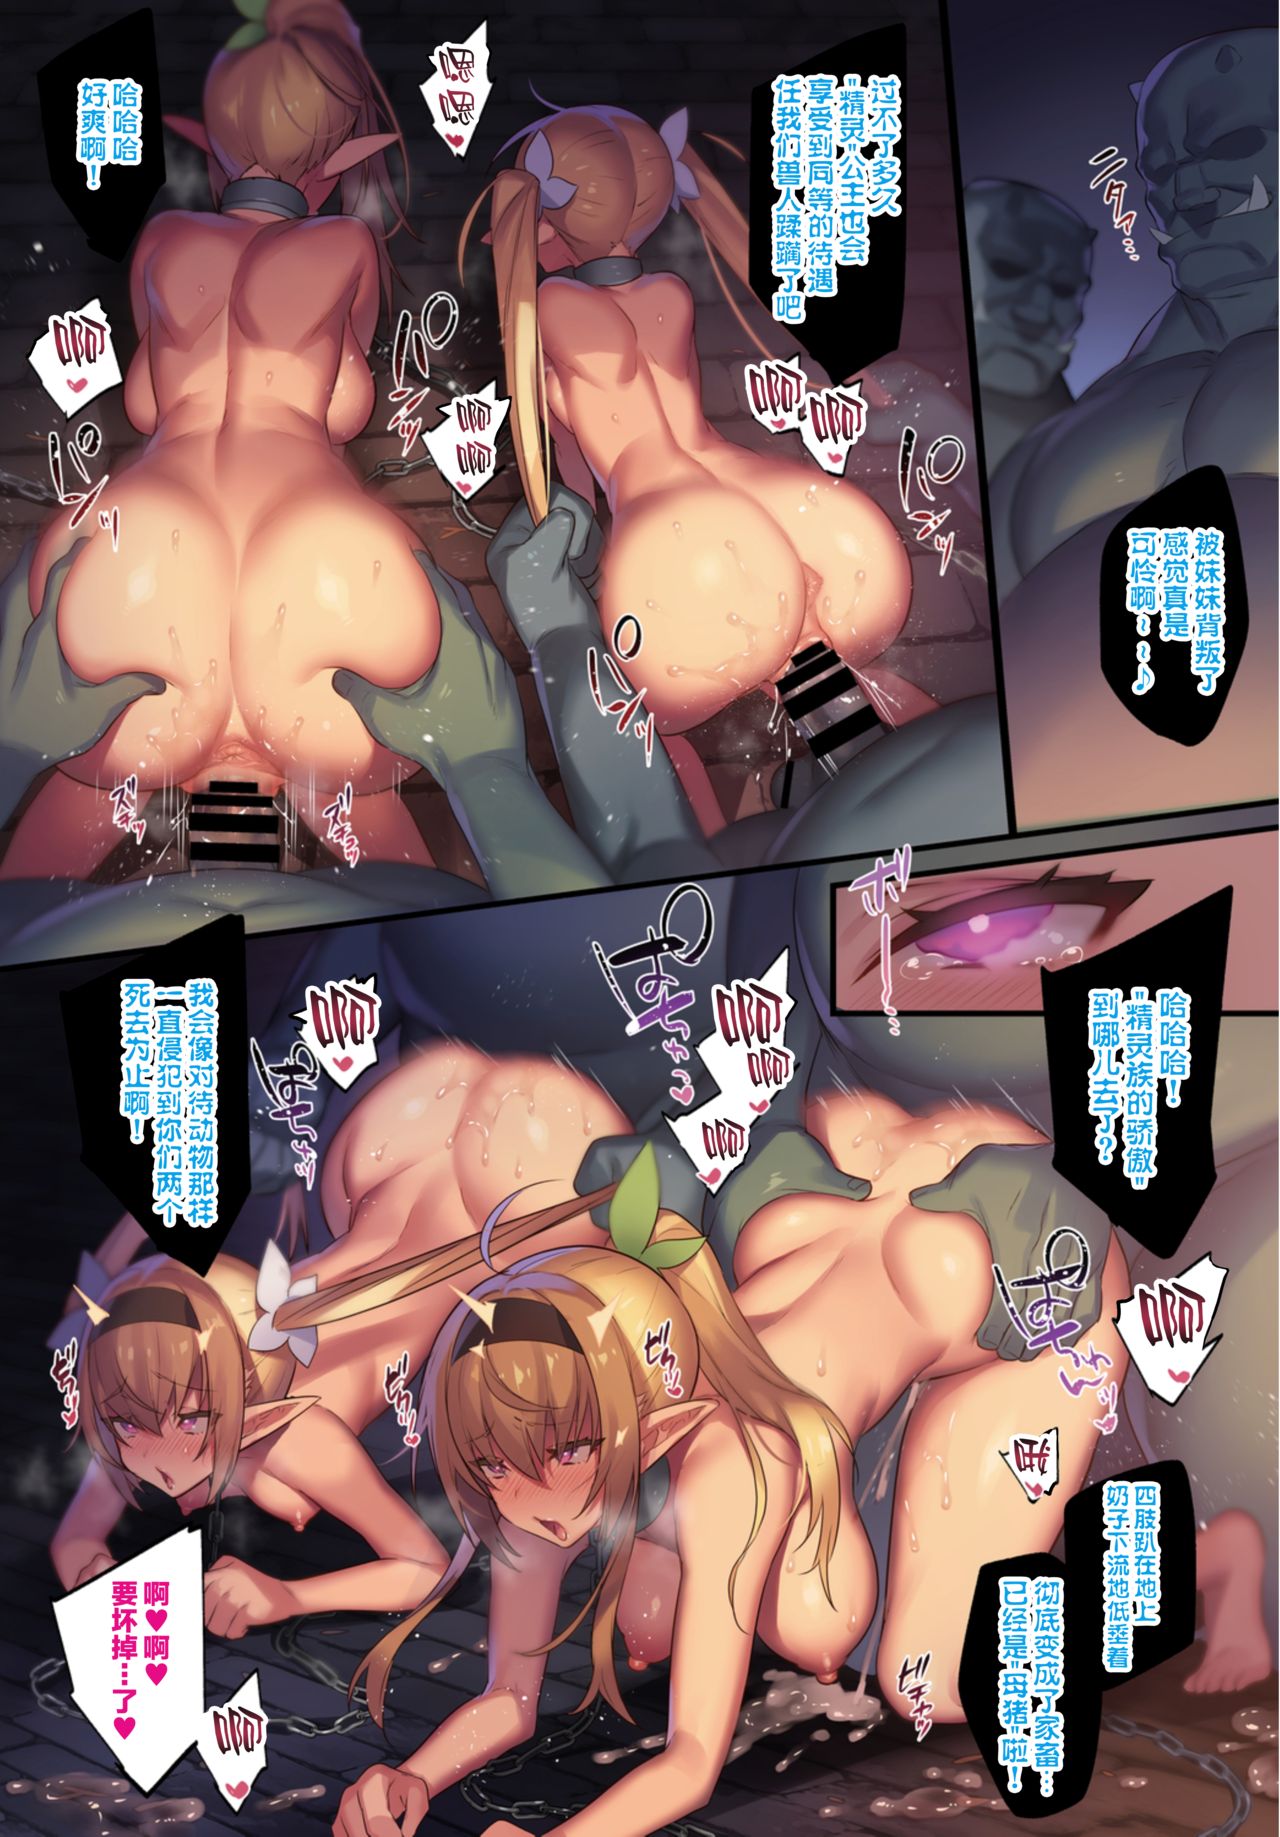 被妹妹背叛了
感觉真是
可怜啊~~♪
ニタァ…
过不了多久
"精灵"公主也会
享受到同等的待遇
任我们兽人蹂躏了吧
嗯嗯♥
哈哈哈
好爽啊！
啊♥
啊♥
啊♥
啊啊♥
パンッ
パンッ
パンッ
パンッ
哈哈哈！
"精灵族的骄傲"
到哪儿去了？
啊♥
啊啊♥
啊♥
啊♥
我会像对待动物那样
一直侵犯到你们两个
死去为止啊！
四肢趴在地上
奶子下流地低垂着
彻底变成了家畜…
已经是"母猪"啦！
啊♥啊♥
要坏掉…了♥
啊♥